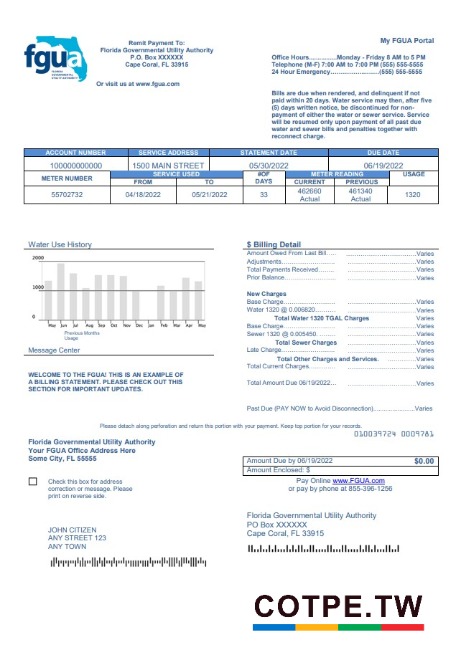 My FGUA Portal
fgua
Remit Payment To:
Florida Governmental Utility Authority
P.O. Box XXXXXX
Cape Coral, FL 33915
Or visit us at www.fgua.com
Office Hours............Monday - Friday 8 AM to 5 PM
Telephone (M-F) 7:00 AM to 7:00 PM (555) 555-5555
24 Hour Emergency.....................(555) 555-5555
Bills are due when rendered, and delinquent if not
paid within 20 days. Water service may then, after five
(5) days written notice, be discontinued for non-
payment of either the water or sewer service. Service
will be resumed only upon payment of all past due
water and sewer bills and penalties together with
reconnect charge.
ACCOUNT NUMBER SERVICE ADDRESS STATEMENT DATE DUE DATE
100000000000 1500 MAIN STREET 05/30/2022 06/19/2022
METER NUMBER SERVICE USED #OF DAYS METER READING USAGE
FROM TO CURRENT PREVIOUS
55702732 04/18/2022 05/21/2022 33 462660 Actual 461340 Actual 1320
Water Use History
2000
1000
0
May Jun Jul Aug Sep Oct Nov Dec Jan Feb Mar Apr May
Previous Months
Usage
Message Center
WELCOME TO THE FGUA! THIS IS AN EXAMPLE OF
A BILLING STATEMENT. PLEASE CHECK OUT THIS
SECTION FOR IMPORTANT UPDATES.
$ Billing Detail
Amount Owed From Last Bill.... Varies
Adjustments... Varies
Total Payments Received... Varies
Prior Balance... Varies
New Charges
Base Charge... Varies
Water 1320 @ 0.006820... Varies
Total Water 1320 TGAL Charges
Base Charge... Varies
Sewer 1320 @ 0.005450... Varies
Total Sewer Charges
Late Charge... Varies
Total Other Charges and Services. Varies
Total Current Charges... Varies
Total Amount Due 06/19/2022... Varies
Past Due (PAY NOW to Avoid Disconnection)... Varies
Please detach along perforation and return this portion with your payment. Keep top portion for your records.
010039724 0009781
Florida Governmental Utility Authority
Your FGUA Office Address Here
Some City, FL 55555
Check this box for address
correction or message. Please
print on reverse side.
Amount Due by 06/19/2022 $0.00
Amount Enclosed: $
Pay Online www.FGUA.com
or pay by phone at 855-396-1256
JOHN CITIZEN
ANY STREET 123
ANY TOWN
Florida Governmental Utility Authority
PO Box XXXXXX
Cape Coral, FL 33915
COTPE.TW